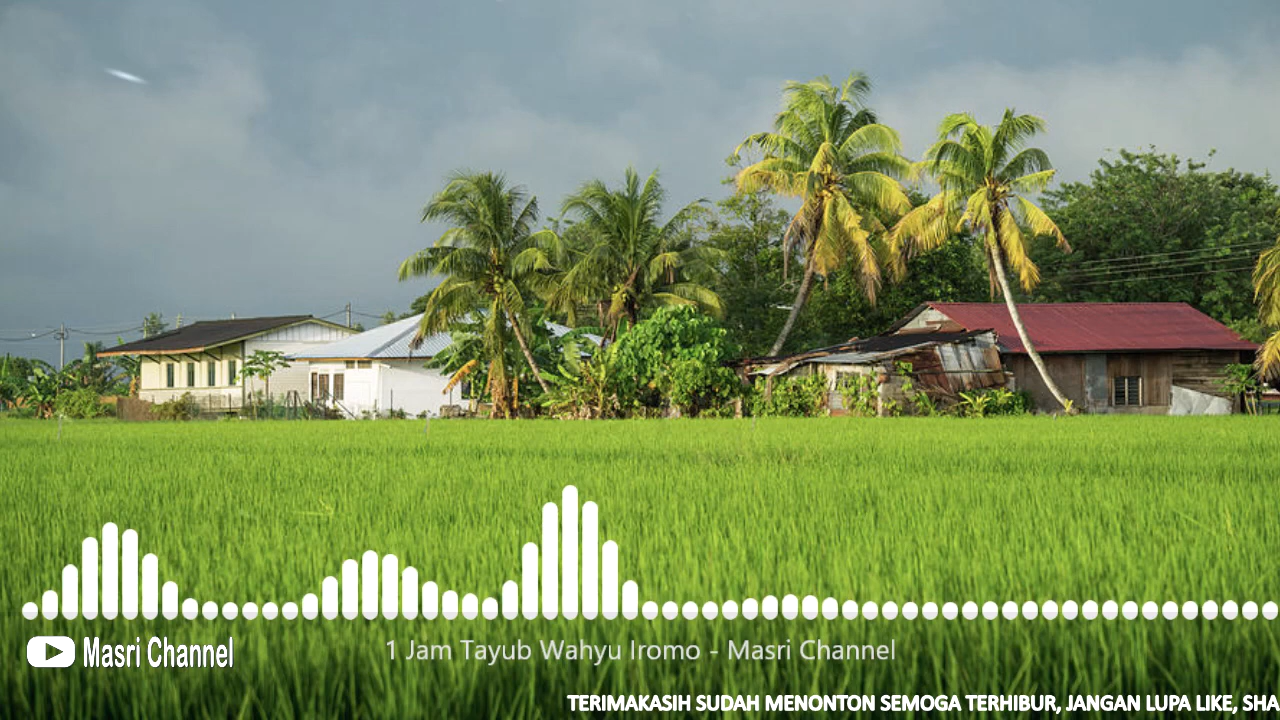 Masri Channel
1 Jam Tayub Wahyu Iromo - Masri Channel
TERIMAKASIH SUDAH MENONTON SEMOGA TERHIBUR, JANGAN LUPA LIKE, SHA